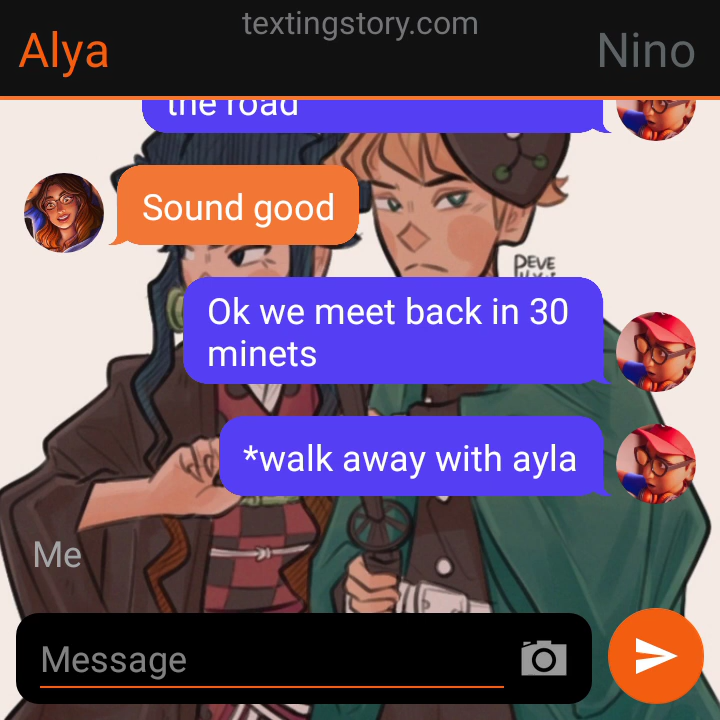 textingstory.com
Alya
Nino
the road
Sound good
Ok we meet back in 30
minets
*walk away with ayla
Me
Message